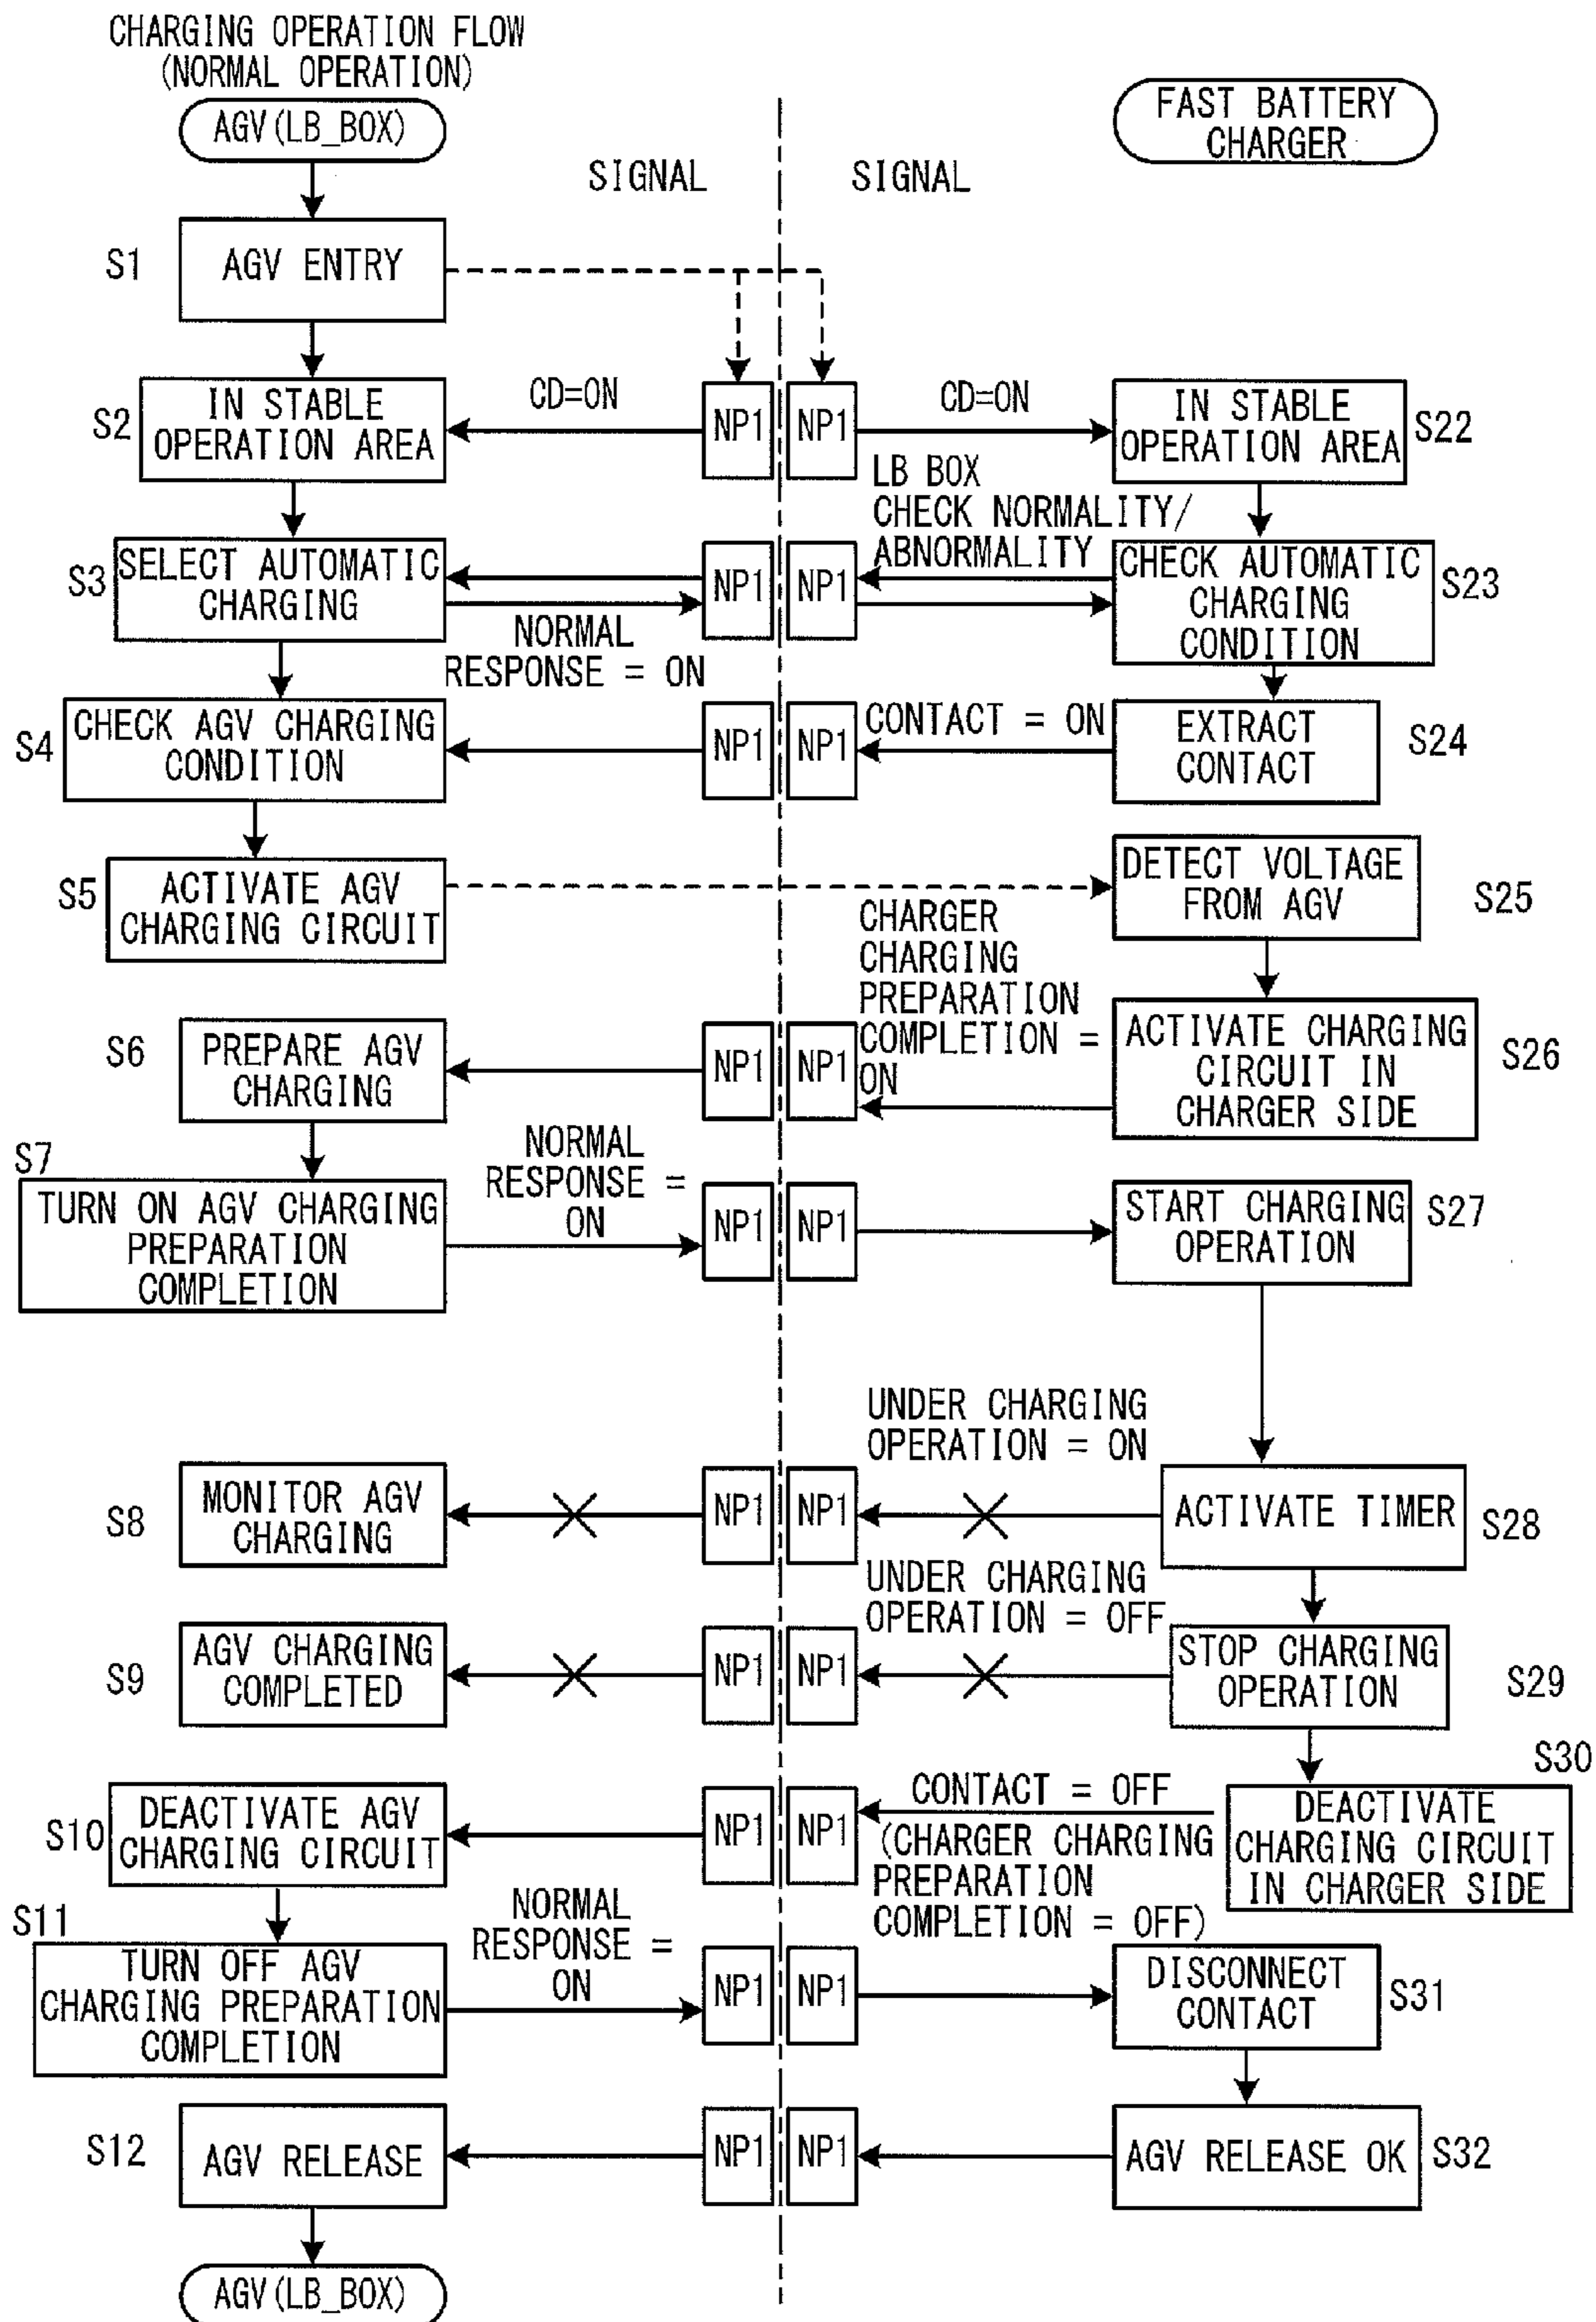 CHARGING OPERATION FLOW
(NORMAL OPERATION)
AGV(LB_BOX)
FAST BATTERY
CHARGER
SIGNAL
SIGNAL
S1
AGV ENTRY
S2
IN STABLE
OPERATION AREA
CD=ON
NP1
NP1
CD=ON
IN STABLE
OPERATION AREA
S22
LB BOX
CHECK NORMALITY/
ABNORMALITY
S3
SELECT AUTOMATIC
CHARGING
NP1
NP1
CHECK AUTOMATIC
CHARGING
CONDITION
S23
NORMAL
RESPONSE = ON
S4
CHECK AGV CHARGING
CONDITION
NP1
NP1
CONTACT = ON
EXTRACT
CONTACT
S24
S5
ACTIVATE AGV
CHARGING CIRCUIT
DETECT VOLTAGE
FROM AGV
S25
CHARGER
CHARGING
PREPARATION
COMPLETION =
ON
S6
PREPARE AGV
CHARGING
NP1
NP1
ACTIVATE CHARGING
CIRCUIT IN
CHARGER SIDE
S26
S7
TURN ON AGV CHARGING
PREPARATION
COMPLETION
NORMAL
RESPONSE =
ON
NP1
NP1
START CHARGING
OPERATION
S27
UNDER CHARGING
OPERATION = ON
S8
MONITOR AGV
CHARGING
NP1
NP1
ACTIVATE TIMER
S28
UNDER CHARGING
OPERATION = OFF
S9
AGV CHARGING
COMPLETED
NP1
NP1
STOP CHARGING
OPERATION
S29
S30
S10
DEACTIVATE AGV
CHARGING CIRCUIT
NP1
NP1
CONTACT = OFF
(CHARGER CHARGING
PREPARATION
COMPLETION = OFF)
DEACTIVATE
CHARGING CIRCUIT
IN CHARGER SIDE
S11
TURN OFF AGV
CHARGING PREPARATION
COMPLETION
NORMAL
RESPONSE =
ON
NP1
NP1
DISCONNECT
CONTACT
S31
S12
AGV RELEASE
NP1
NP1
AGV RELEASE OK
S32
AGV(LB_BOX)